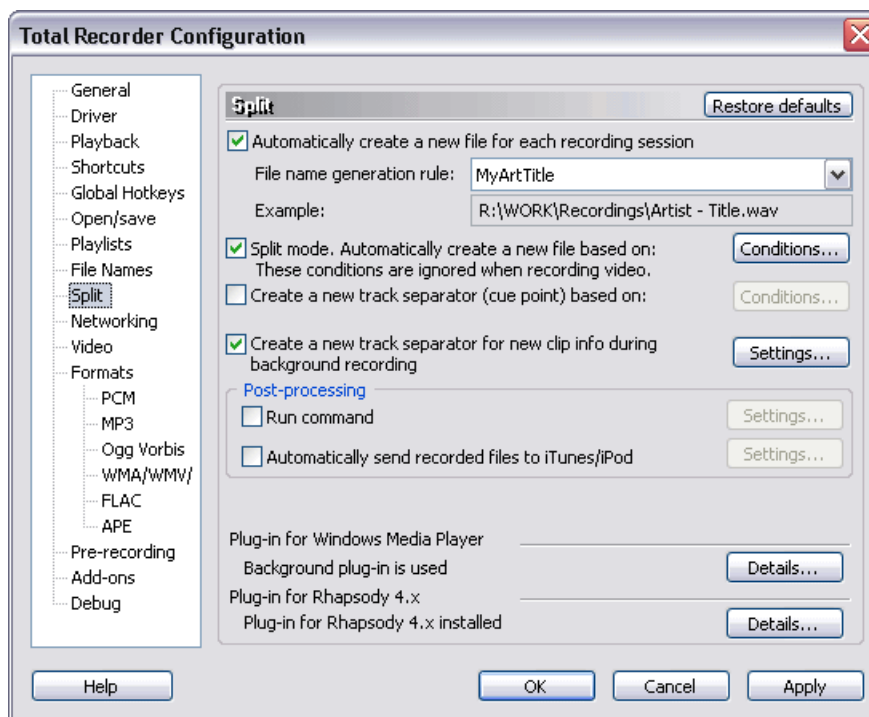 Total Recorder Configuration
General
Driver
Playback
Shortcuts
Global Hotkeys
Open/save
Playlists
File Names
Split
Networking
Video
Formats
PCM
MP3
Ogg Vorbis
WMA/WMV/
FLAC
APE
Pre-recording
Add-ons
Debug
Split
Restore defaults
Automatically create a new file for each recording session
File name generation rule: MyArtTitle
Example: R:\WORK\Recordings\Artist - Title.wav
Split mode. Automatically create a new file based on: Conditions...
These conditions are ignored when recording video.
Create a new track separator (cue point) based on: Conditions...
Create a new track separator for new clip info during
background recording
Settings...
Post-processing
Run command Settings...
Automatically send recorded files to iTunes/iPod Settings...
Plug-in for Windows Media Player
Background plug-in is used Details...
Plug-in for Rhapsody 4.x
Plug-in for Rhapsody 4.x installed Details...
Help OK Cancel Apply